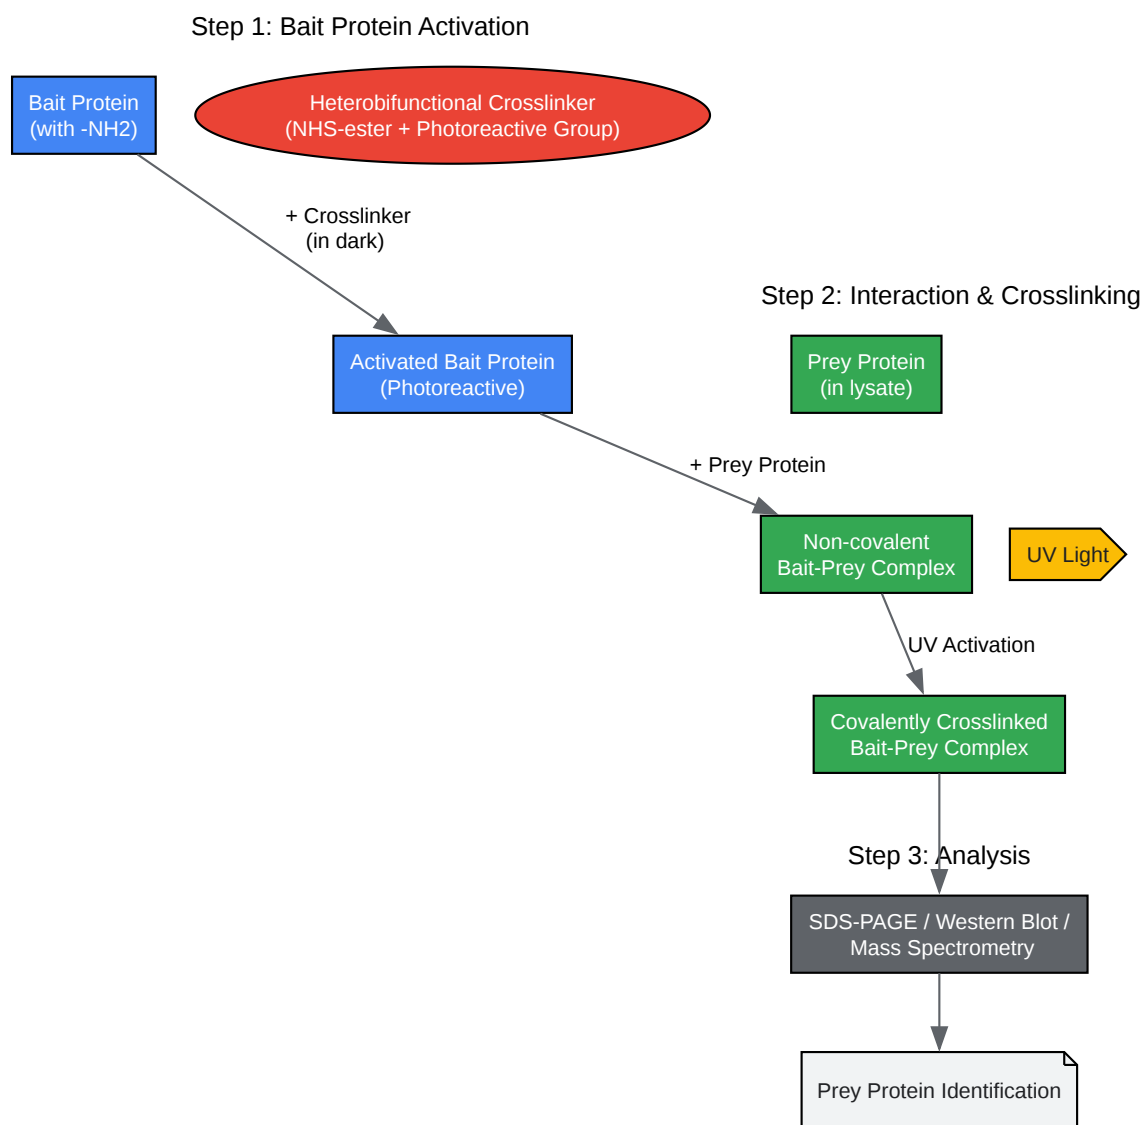 Step 1: Bait Protein Activation
Bait Protein
(with -NH2)
Heterobifunctional Crosslinker
(NHS-ester + Photoreactive Group)
+ Crosslinker
(in dark)
Step 2: Interaction & Crosslinking
Activated Bait Protein
(Photoreactive)
Prey Protein
(in lysate)
+ Prey Protein
Non-covalent
Bait-Prey Complex
UV Light
UV Activation
Covalently Crosslinked
Bait-Prey Complex
Step 3: Analysis
SDS-PAGE / Western Blot /
Mass Spectrometry
Prey Protein Identification